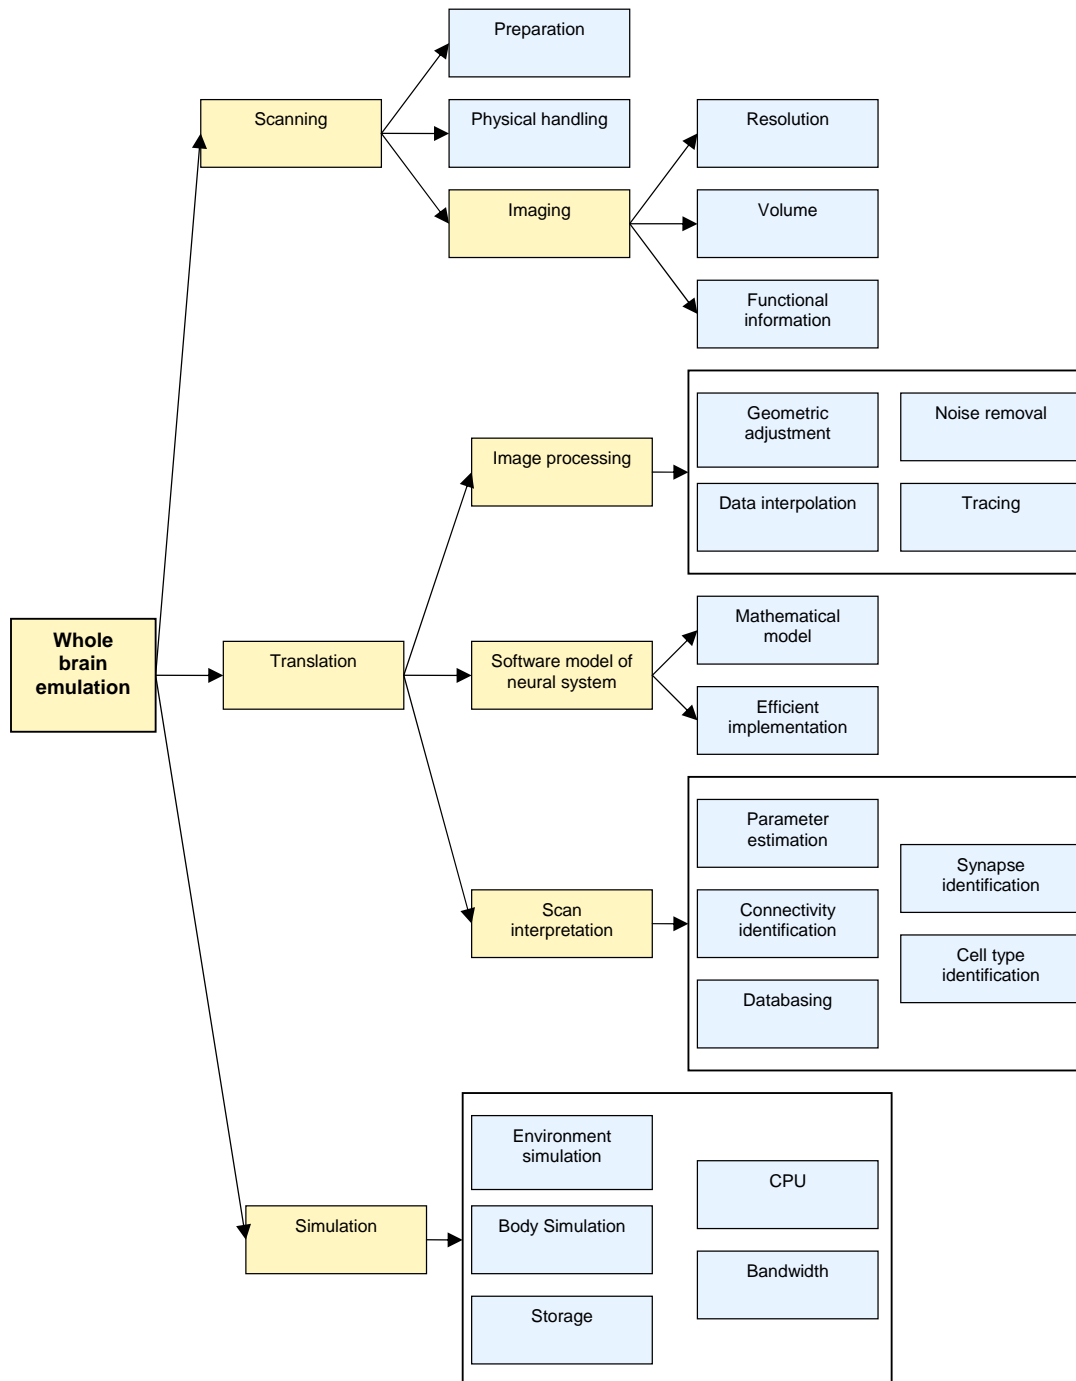 Preparation
Scanning
Physical handling
Resolution
Imaging
Volume
Functional
information
Geometric
adjustment
Noise removal
Image processing
Data interpolation
Tracing
Whole
brain
emulation
Translation
Software model of
neural system
Mathematical
model
Efficient
implementation
Parameter
estimation
Synapse
identification
Scan
interpretation
Connectivity
identification
Cell type
identification
Databasing
Environment
simulation
CPU
Simulation
Body Simulation
Bandwidth
Storage